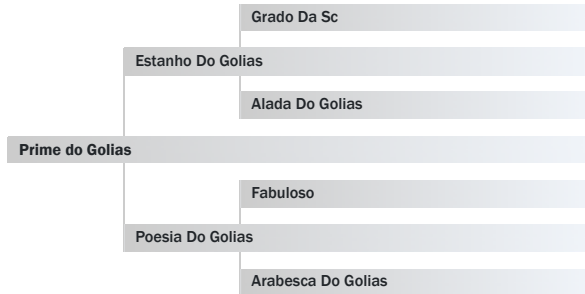 Grado Da Sc
Estanho Do Golias
Alada Do Golias
Prime do Golias
Fabuloso
Poesia Do Golias
Arabesca Do Golias